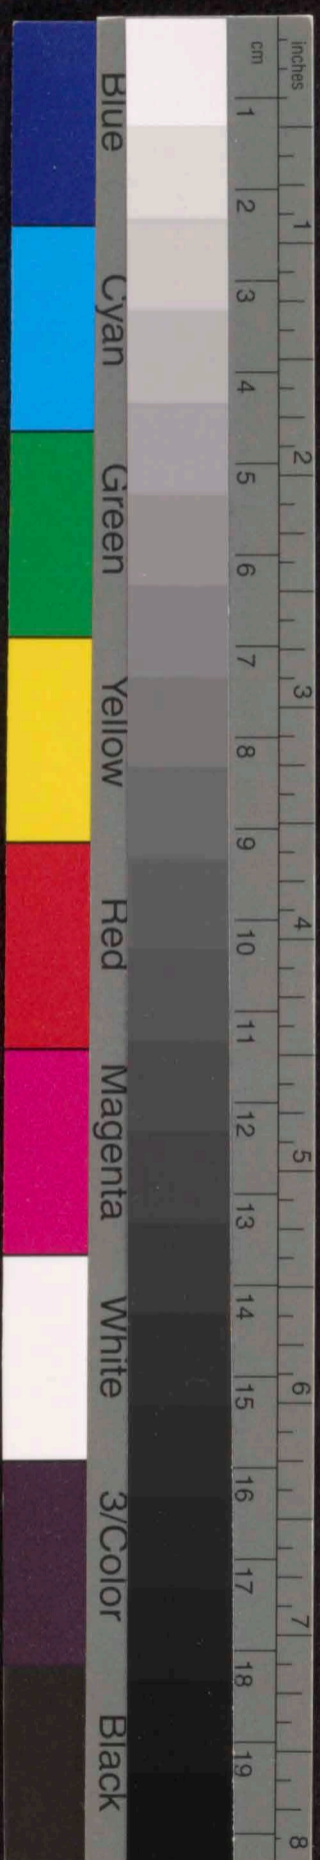 inches
1
2
3
4
5
6
7
8
cm
1
2
3
4
5
6
7
8
9
10
11
12
13
14
15
16
17
18
19
Blue
Cyan
Green
Yellow
Red
Magenta
White
3/Color
Black